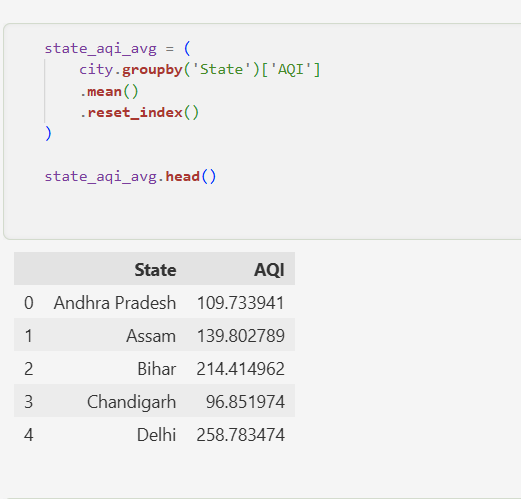 state_aqi_avg = (
    city.groupby('State')['AQI']
    .mean()
    .reset_index()
)
state_aqi_avg.head()
State AQI
0 Andhra Pradesh 109.733941
1 Assam 139.802789
2 Bihar 214.414962
3 Chandigarh 96.851974
4 Delhi 258.783474